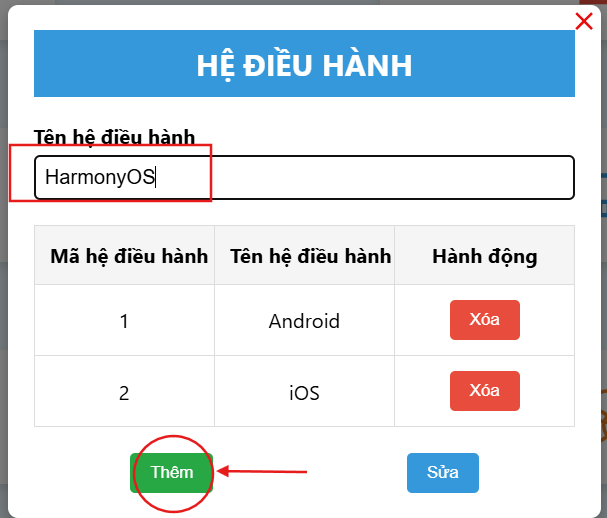 HỆ ĐIỀU HÀNH
Tên hệ điều hành
HarmonyOS
Mã hệ điều hành Tên hệ điều hành Hành động
1 Android Xóa
2 iOS Xóa
Thêm Sửa